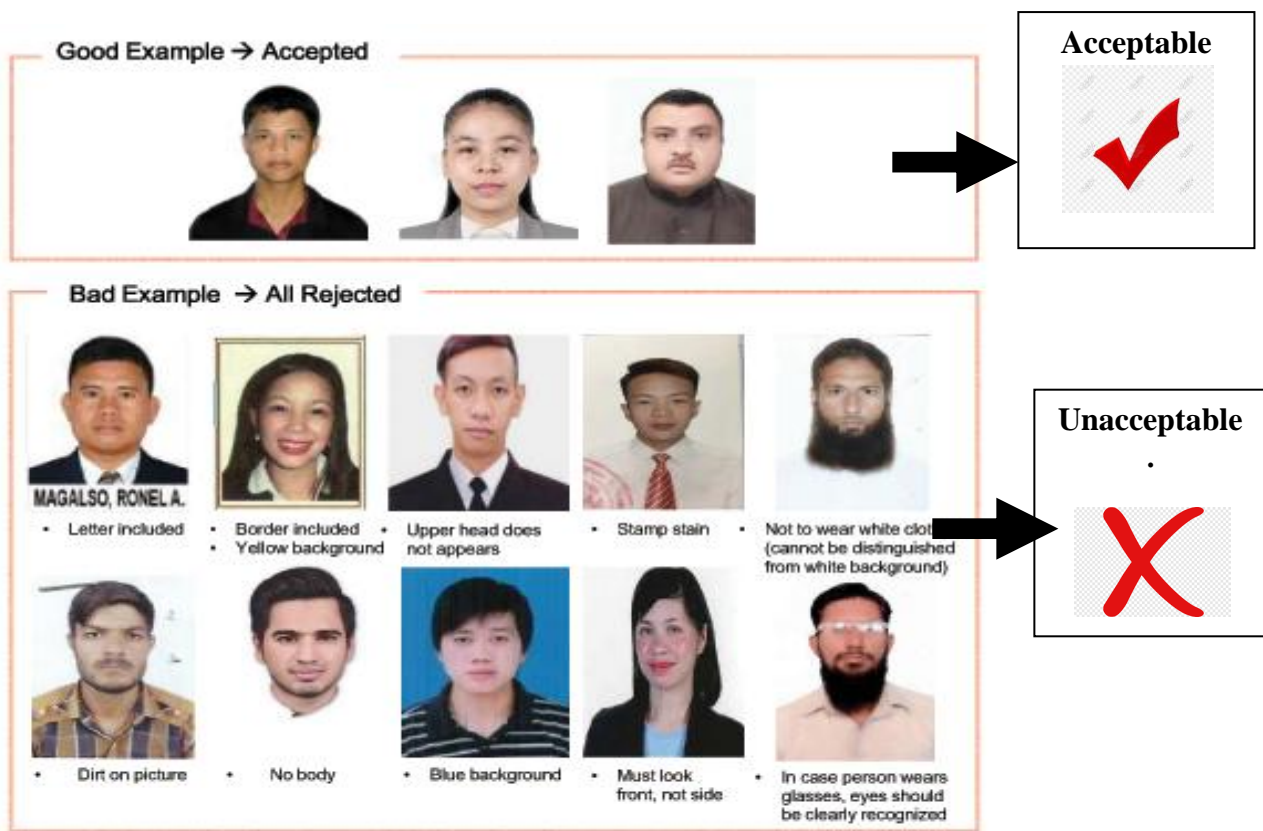 Good Example → Accepted
Acceptable
Bad Example → All Rejected
MAGALSO, RONEL A.
• Letter included
• Border included
• Yellow background
• Upper head does
not appears
• Stamp stain
• Not to wear white clot
(cannot be distinguished
from white background)
Unacceptable
.
• Dirt on picture
• No body
• Blue background
• Must look
front, not side
• In case person wears
glasses, eyes should
be clearly recognized